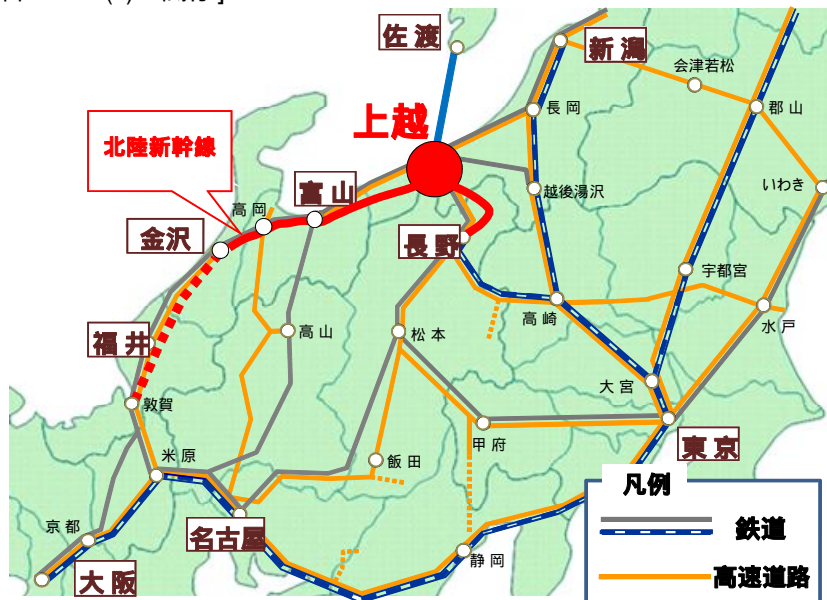 佐渡
新潟
会津若松
長岡
郡山
上越
北陸新幹線
越後湯沢
いわき
富山
高岡
金沢
長野
宇都宮
高崎
水戸
高山
松本
福井
大宮
敦賀
東京
甲府
米原
飯田
凡例
京都
名古屋
静岡
鉄道
大阪
高速道路